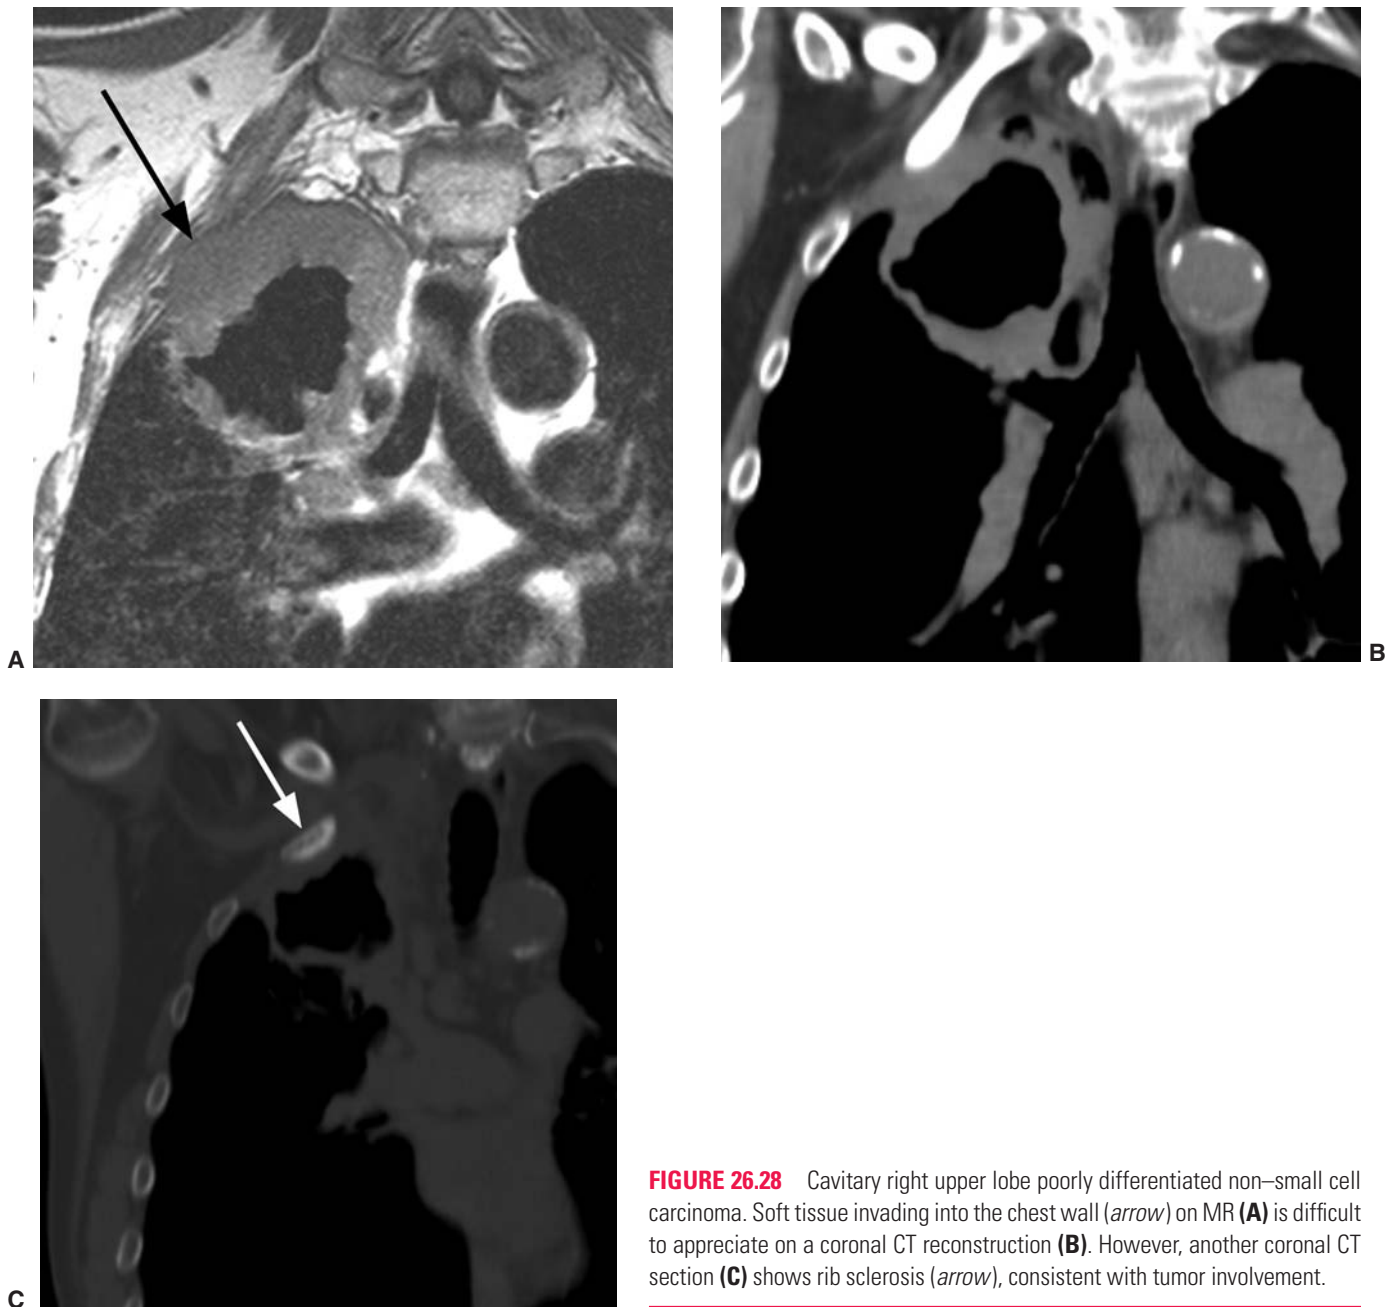 A
B
C
FIGURE 26.28 Cavitary right upper lobe poorly differentiated non–small cell
carcinoma. Soft tissue invading into the chest wall (arrow) on MR (A) is difficult
to appreciate on a coronal CT reconstruction (B). However, another coronal CT
section (C) shows rib sclerosis (arrow), consistent with tumor involvement.